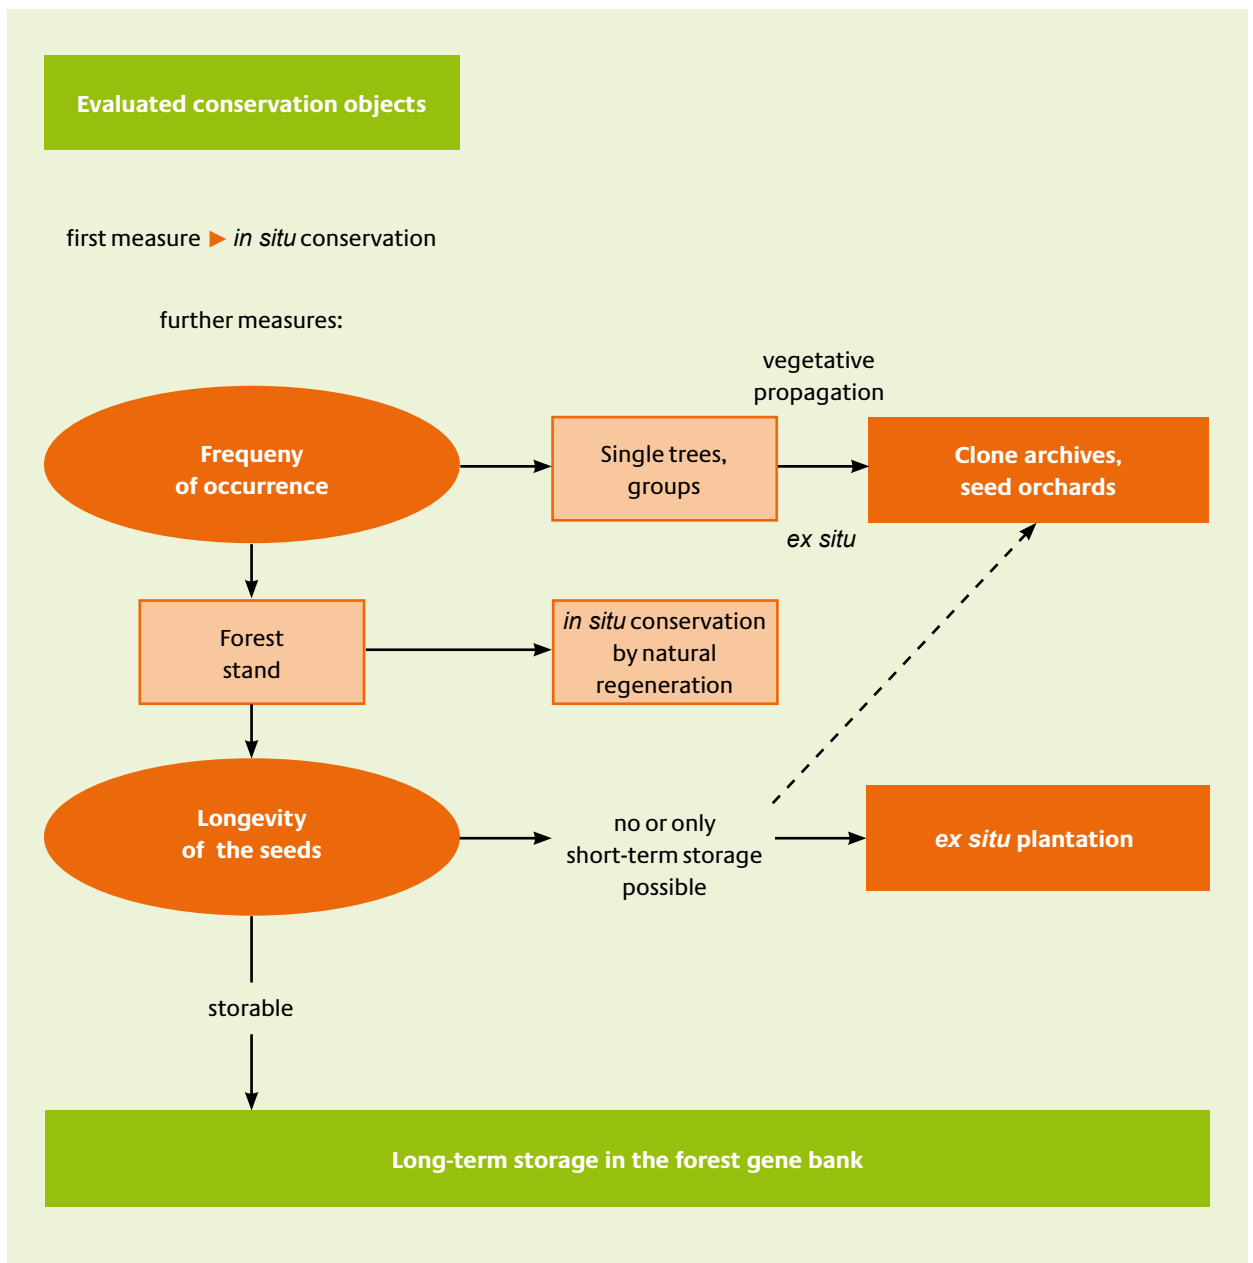 Evaluated conservation objects
first measure ▶ in situ conservation
further measures:
vegetative
propagation
Frequeny
of occurrence
Single trees,
groups
Clone archives,
seed orchards
ex situ
Forest
stand
in situ conservation
by natural
regeneration
Longevity
of the seeds
no or only
short-term storage
possible
ex situ plantation
storable
Long-term storage in the forest gene bank